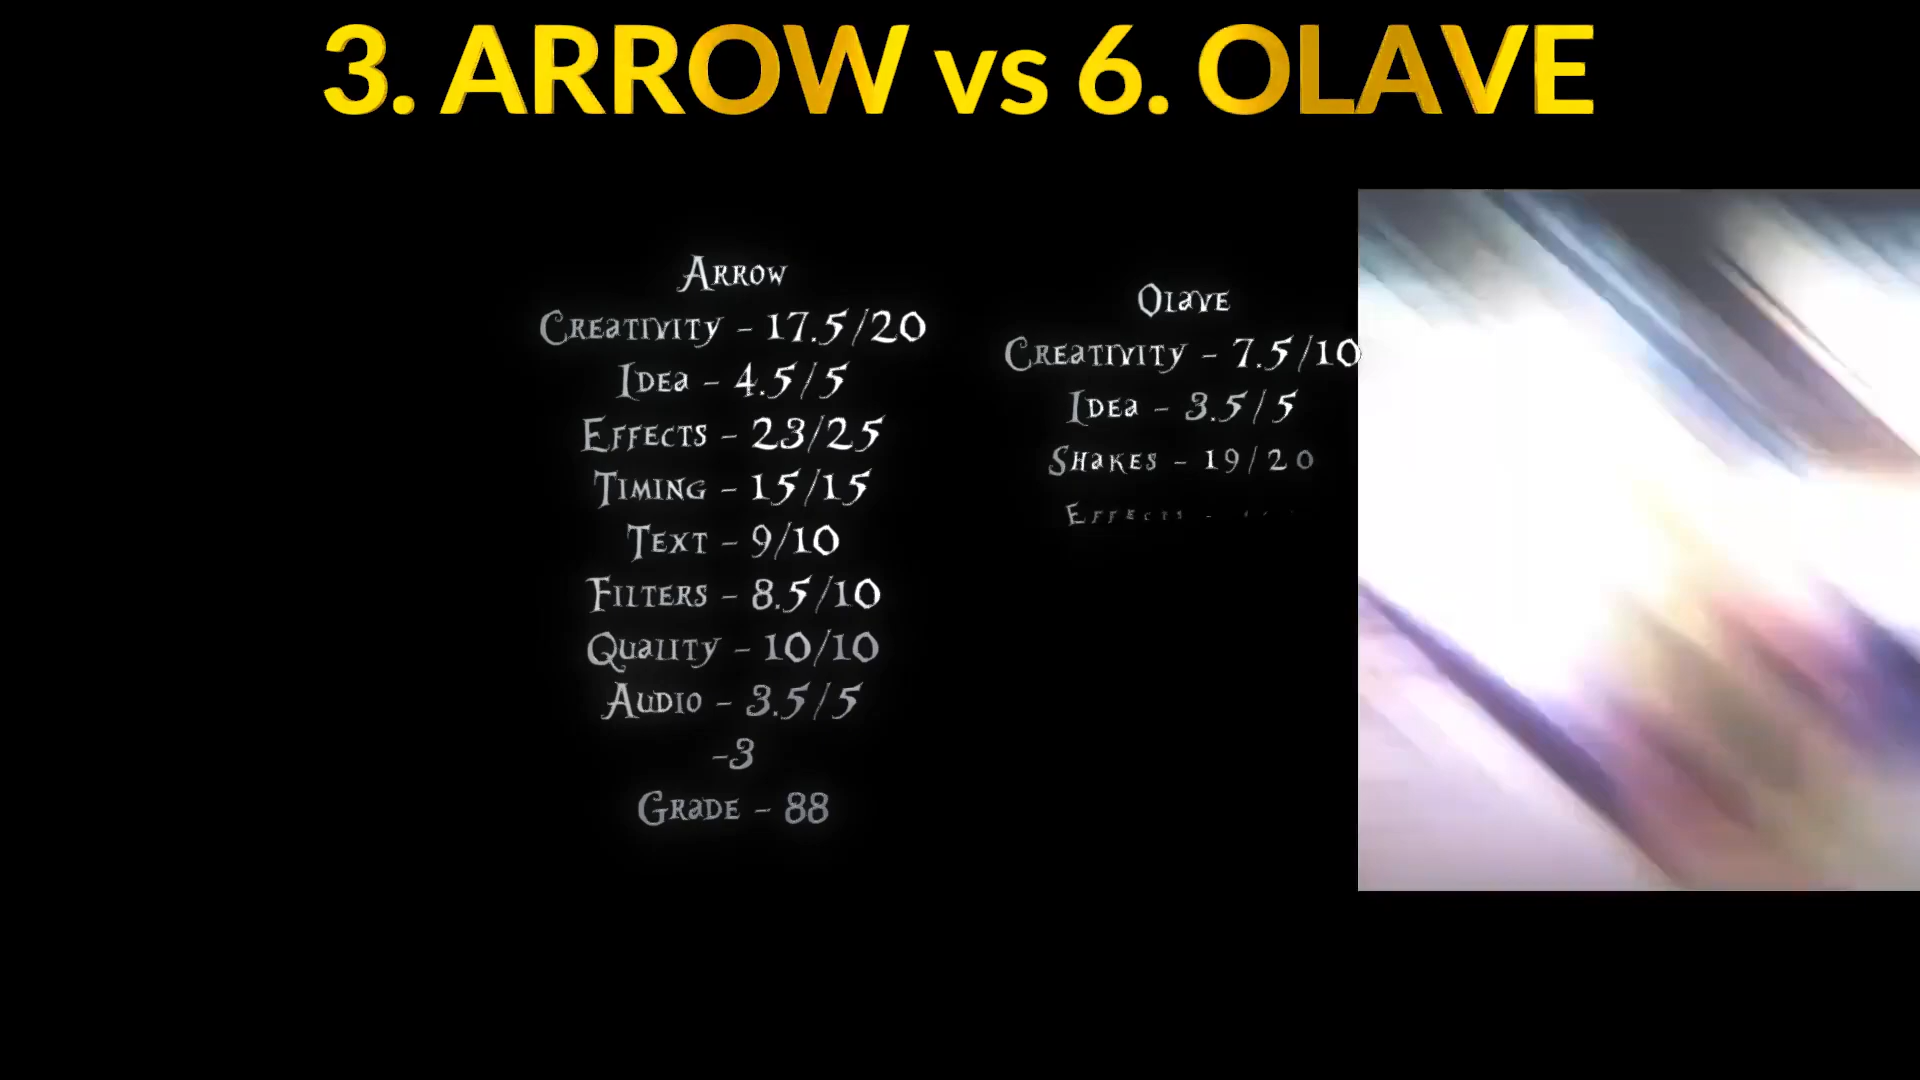 3. ARROW vs 6. OLAVE
Arrow
Creativity - 17.5/20
Idea - 4.5/5
Effects - 23/25
Timing - 15/15
Text - 9/10
Filters - 8.5/10
Quality - 10/10
Audio - 3.5/5
-3
Grade - 88
Olave
Creativity - 7.5/10
Idea - 3.5/5
Shakes - 19/20
Effects -